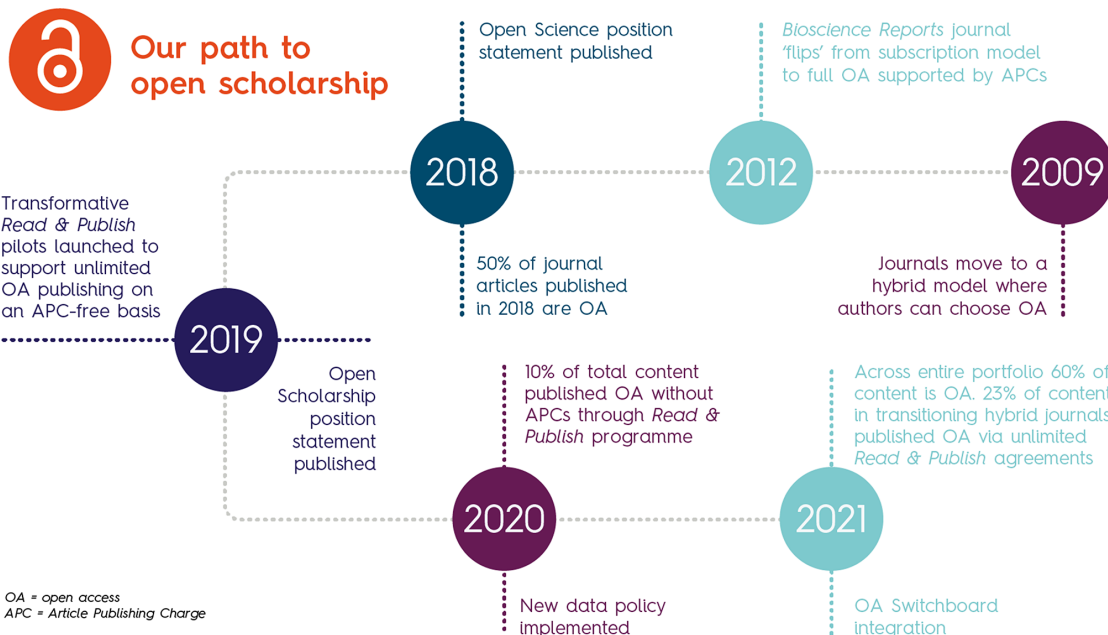 Our path to
open scholarship
Open Science position
statement published
Bioscience Reports journal
‘flips’ from subscription model
to full OA supported by APCs
2018
2012
2009
50% of journal
articles published
in 2018 are OA
Journals move to a
hybrid model where
authors can choose OA
Transformative
Read & Publish
pilots launched to
support unlimited
OA publishing on
an APC-free basis
2019
Open
Scholarship
position
statement
published
10% of total content
published OA without
APCs through Read &
Publish programme
Across entire portfolio 60% of
content is OA. 23% of content
in transitioning hybrid journals
published OA via unlimited
Read & Publish agreements
2020
2021
New data policy
implemented
OA Switchboard
integration
OA = open access
APC = Article Publishing Charge